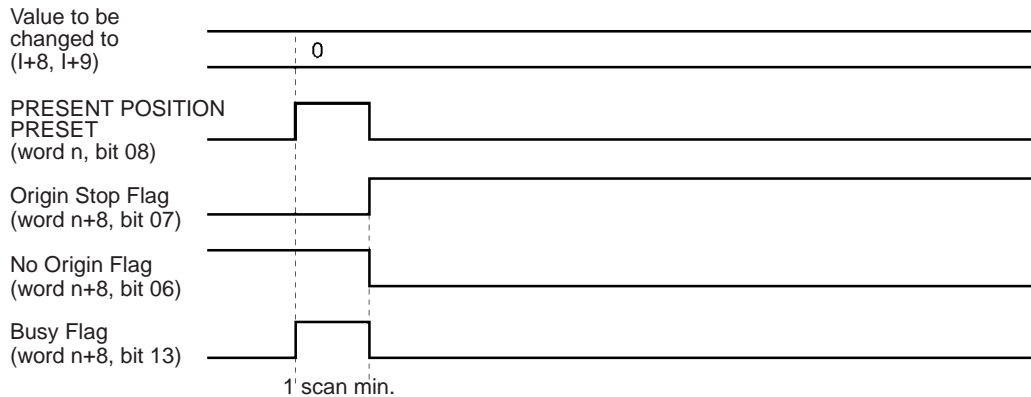 Value to be
changed to
(I+8, I+9)
0
PRESENT POSITION
PRESET
(word n, bit 08)
Origin Stop Flag
(word n+8, bit 07)
No Origin Flag
(word n+8, bit 06)
Busy Flag
(word n+8, bit 13)
1 scan min.